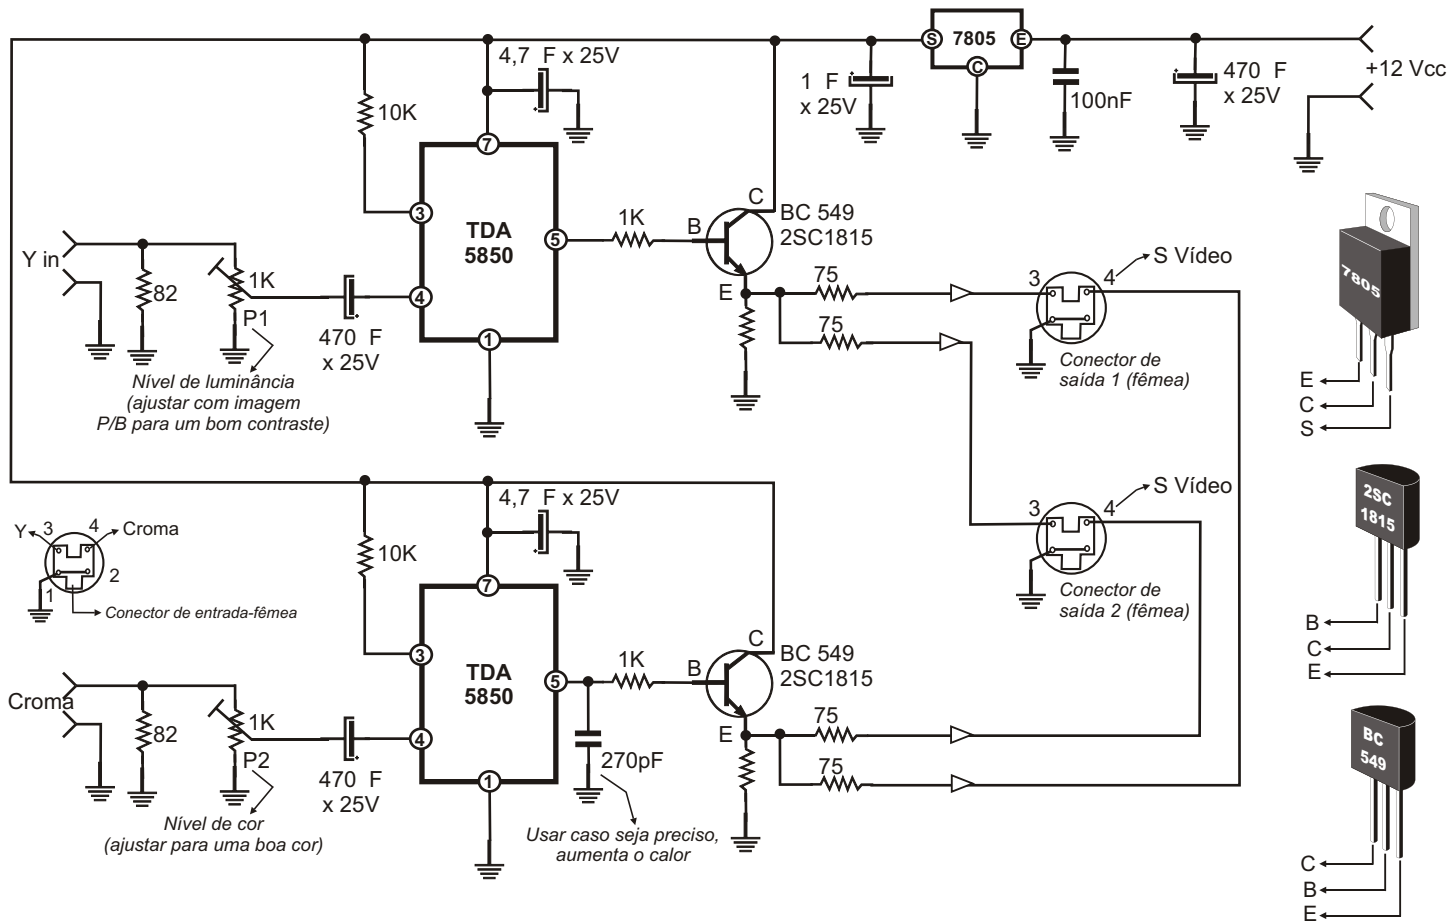 S
7805
E
C
+12 Vcc
4,7 F x 25V
1 F
x 25V
100nF
470 F
x 25V
10K
7
3
TDA
5850
5
4
1
1K
B
C
E
BC 549
2SC1815
Y in
82
1K
P1
470 F
x 25V
Nível de luminância
(ajustar com imagem
P/B para um bom contraste)
75
75
3
4
S Vídeo
Conector de
saída 1 (fêmea)
7805
E
C
S
4,7 F x 25V
10K
Y
3
4
Croma
2
1
Conector de entrada-fêmea
3
4
S Vídeo
Conector de
saída 2 (fêmea)
2SC
1815
B
C
E
7
3
TDA
5850
5
4
1
1K
B
C
E
BC 549
2SC1815
Croma
82
1K
P2
470 F
x 25V
Nível de cor
(ajustar para uma boa cor)
270pF
Usar caso seja preciso,
aumenta o calor
75
75
BC
549
C
B
E